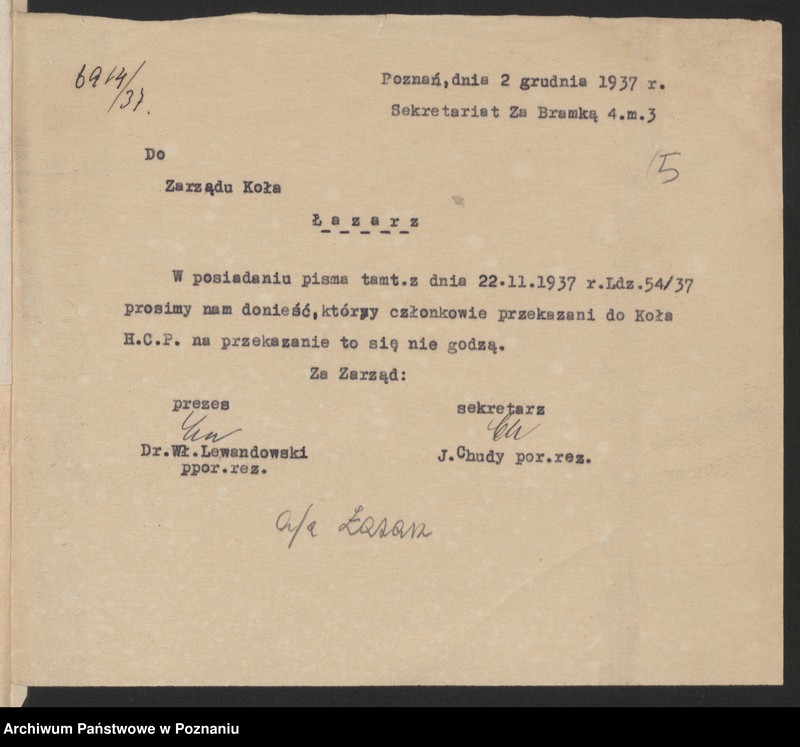 6914/
/37.
Poznań,dnia 2 grudnia 1937 r.
Sekretariat Za Bramką 4.m.3
5
Do
Zarządu Koła
Łazarz
W posiadaniu pisma tamt.z dnia 22.11.1937 r.Ldz.54/37
prosimy nam donieść,którzy członkowie przekazani do Koła
H.C.P. na przekazanie to się nie godzą.
Za Zarząd:
prezes sekretarz
Dr.Wł.Lewandowski J.Chudy por.rez.
ppor.rez.
a/a Łazarz
Archiwum Państwowe w Poznaniu